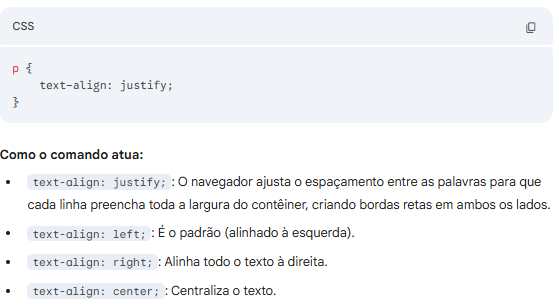 CSS
p {
    text-align: justify;
}
Como o comando atua:
• text-align: justify; : O navegador ajusta o espaçamento entre as palavras para que
cada linha preencha toda a largura do contêiner, criando bordas retas em ambos os lados.
• text-align: left; : É o padrão (alinhado à esquerda).
• text-align: right; : Alinha todo o texto à direita.
• text-align: center; : Centraliza o texto.